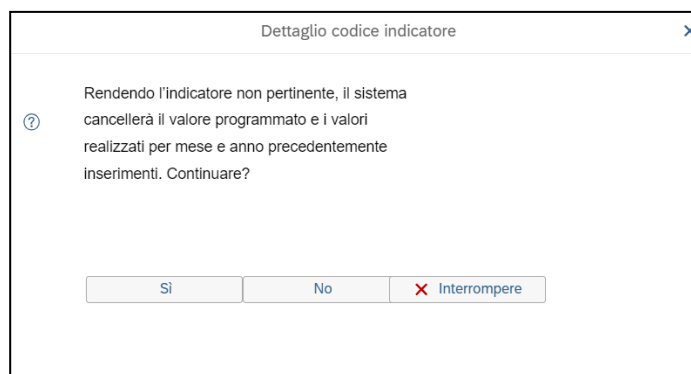 Dettaglio codice indicatore
Rendendo l'indicatore non pertinente, il sistema
cancellerà il valore programmato e i valori
realizzati per mese e anno precedentemente
inserimenti. Continuare?
Sì No Interrompere